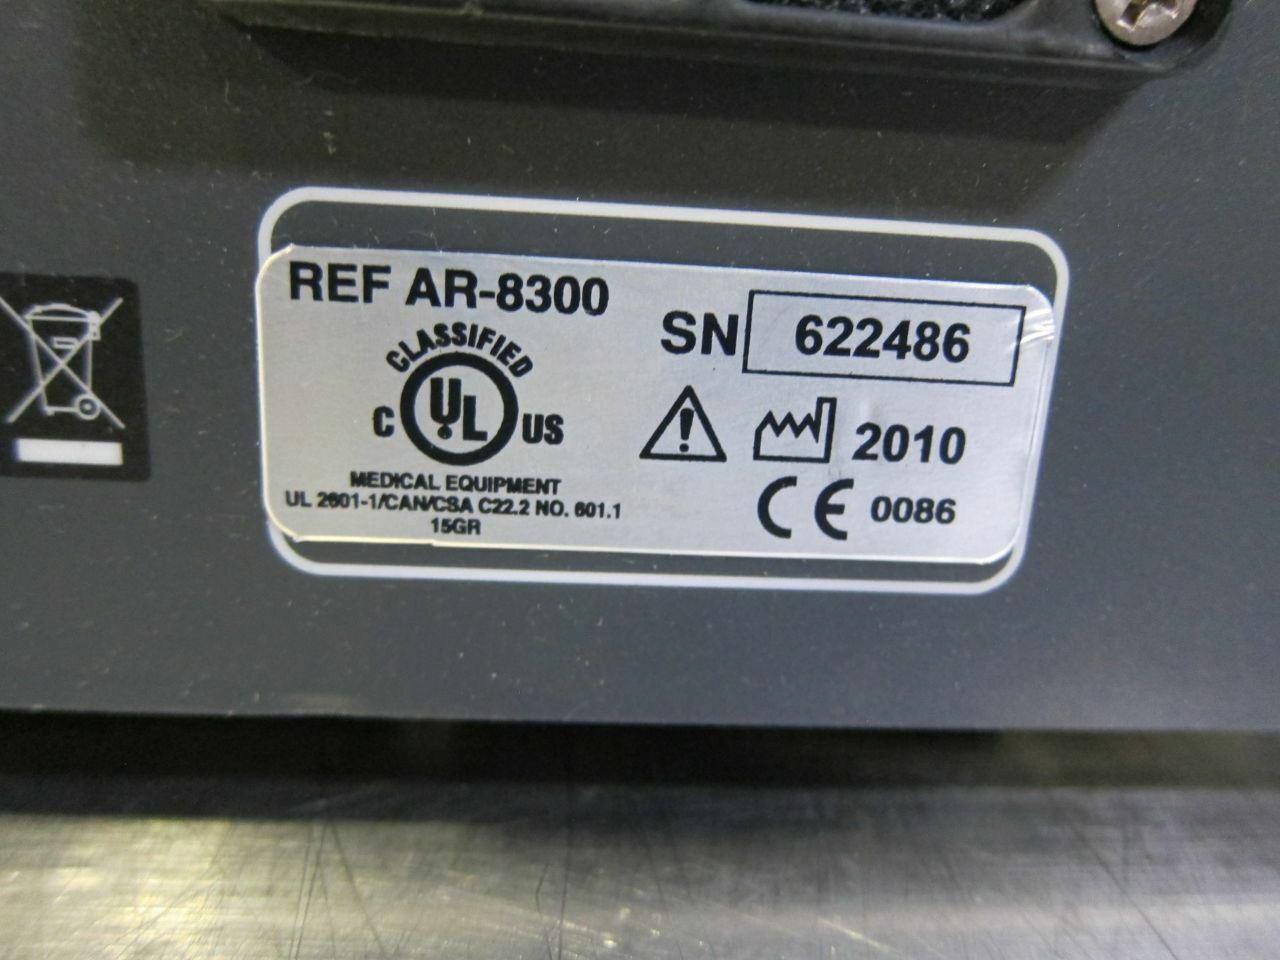 REF AR-8300
SN 622486
CLASSIFIED
C UL US
2010
MEDICAL EQUIPMENT
UL 2601-1/CAN/CSA C22.2 NO. 601.1
15GR
CE 0086